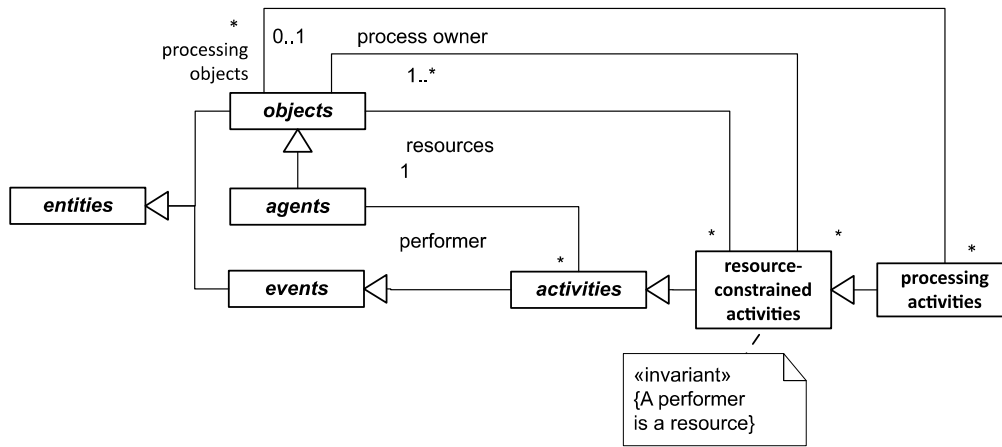 *
processing
objects
0..1
process owner
1..*
objects
resources
1
entities
agents
performer
*
*
*
*
events
activities
resource-
constrained
activities
processing
activities
«invariant»
{A performer
is a resource}